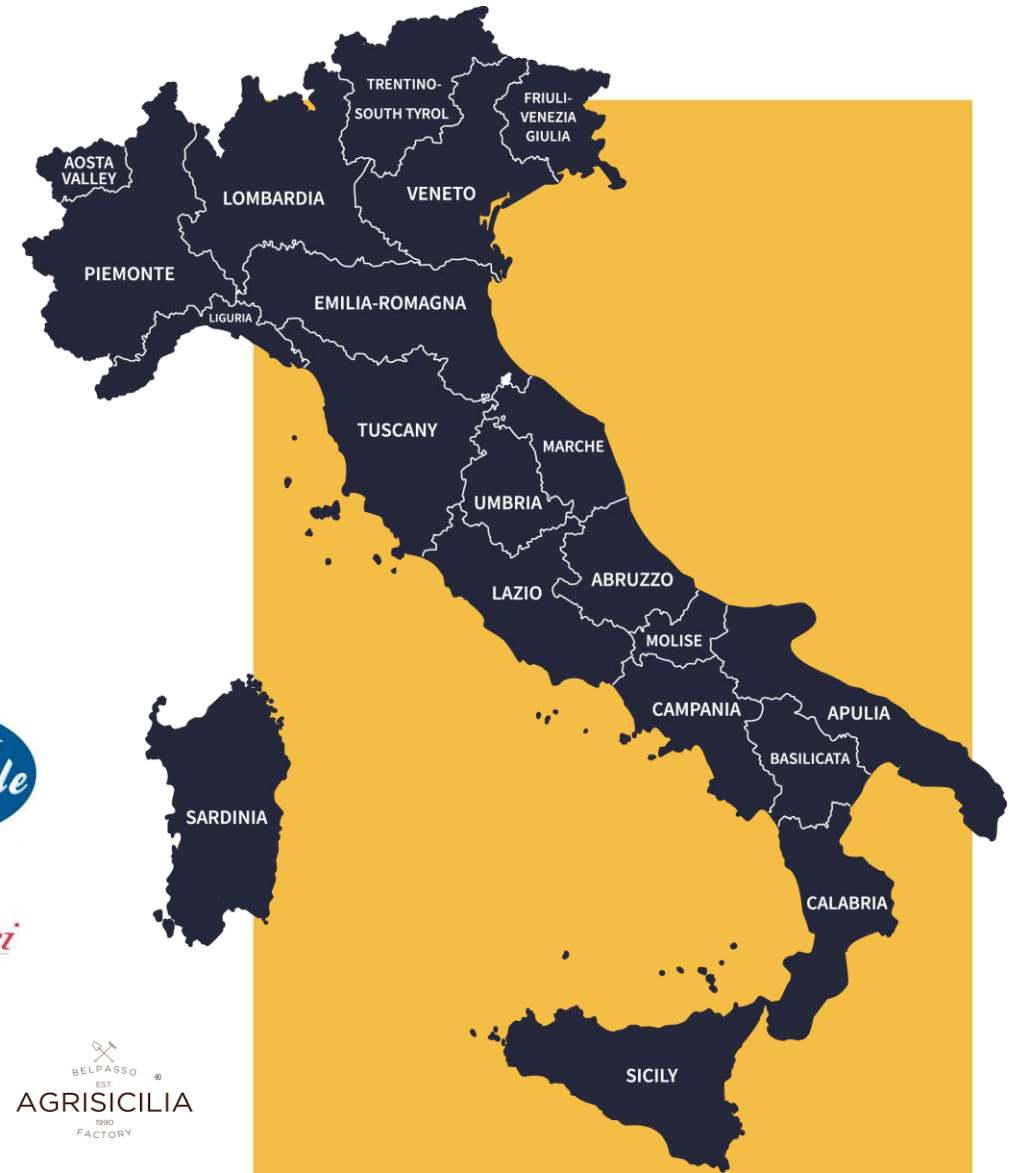 TRENTINO-
SOUTH TYROL
FRIULI-
VENEZIA
GIULIA
AOSTA
VALLEY
LOMBARDIA
VENETO
PIEMONTE
EMILIA-ROMAGNA
LIGURIA
TUSCANY
MARCHE
UMBRIA
ABRUZZO
LAZIO
MOLISE
CAMPANIA
APULIA
BASILICATA
SARDINIA
CALABRIA
SICILY
BELPASSO
EST.
®
AGRISICILIA
1990
FACTORY